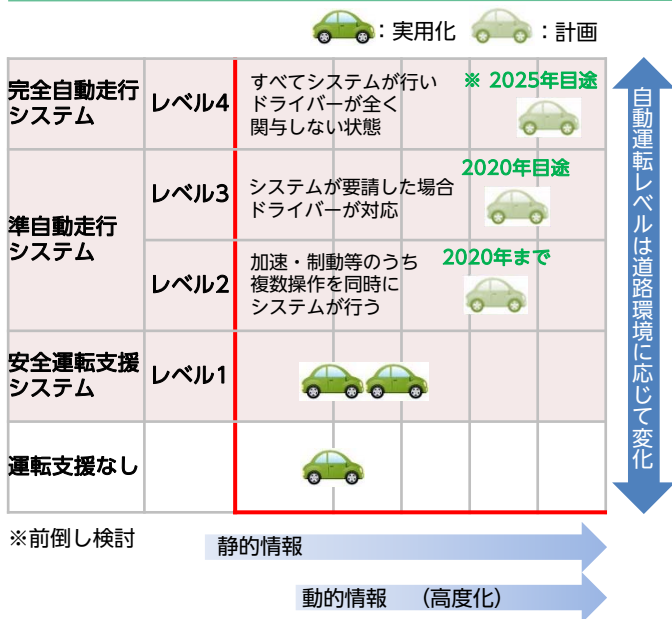 ：実用化
：計画
完全自動走行
システム
レベル4
すべてシステムが行い
ドライバーが全く
関与しない状態
※ 2025年目途
準自動走行
システム
レベル3
システムが要請した場合
ドライバーが対応
2020年目途
レベル2
加速・制動等のうち
複数操作を同時に
システムが行う
2020年まで
安全運転支援
システム
レベル1
運転支援なし
自動運転レベルは道路環境に応じて変化
※前倒し検討
静的情報
動的情報　（高度化）